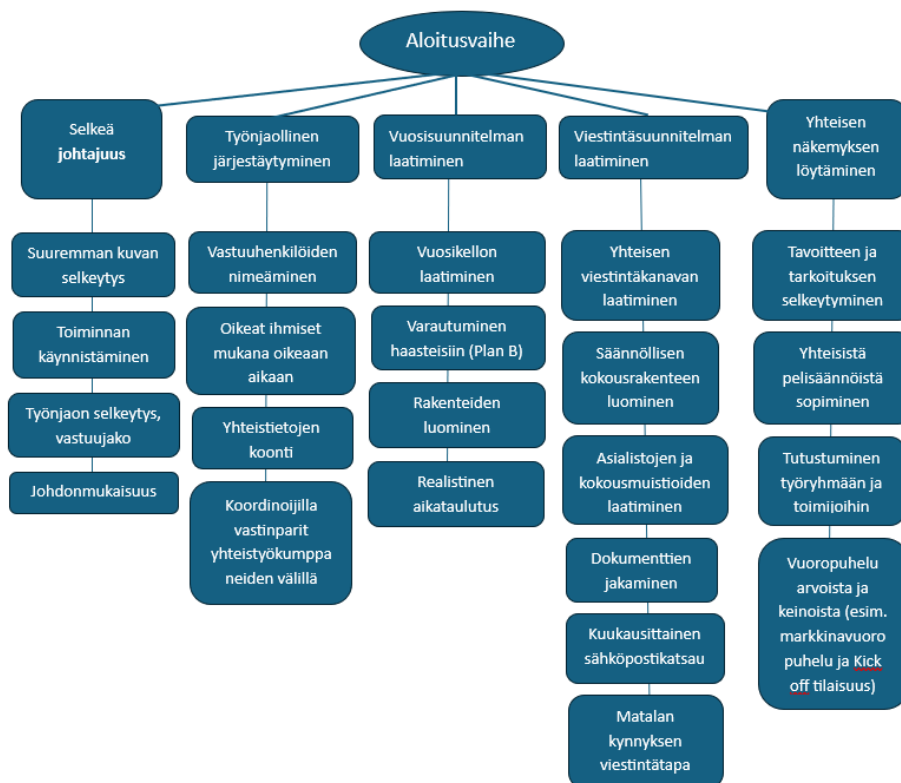 Aloitusvaihe
Selkeä
johtajuus
Suuremman kuvan
selkeytys
Toiminnan
käynnistäminen
Työnjaon selkeytys,
vastuujako
Johdonmukaisuus
Työnjaollinen
järjestäytyminen
Vastuuhenkilöiden
nimeäminen
Oikeat ihmiset
mukana oikeaan
aikaan
Yhteistietojen
koonti
Koordinoijilla
vastinparit
yhteistyökumppa
neiden välillä
Vuosisuunnitelman
laatiminen
Vuosikellon
laatiminen
Varautuminen
haasteisiin (Plan B)
Rakenteiden
luominen
Realistinen
aikataulutus
Viestintäsuunnitelman
laatiminen
Yhteisen
viestintäkanavan
laatiminen
Säännöllisen
kokousrakenteen
luominen
Asialistojen ja
kokousmuistioiden
laatiminen
Dokumenttien
jakaminen
Kuukausittainen
sähköpostikatsau
Matalan
kynnyksen
viestintätapa
Yhteisen
näkemyksen
löytäminen
Tavoitteen ja
tarkoituksen
selkeytyminen
Yhteisistä
pelisäännöistä
sopiminen
Tutustuminen
työryhmään ja
toimijoihin
Vuoropuhelu
arvoista ja
keinoista (esim.
markkinavuoro
puhelu ja Kick
off tilaisuus)